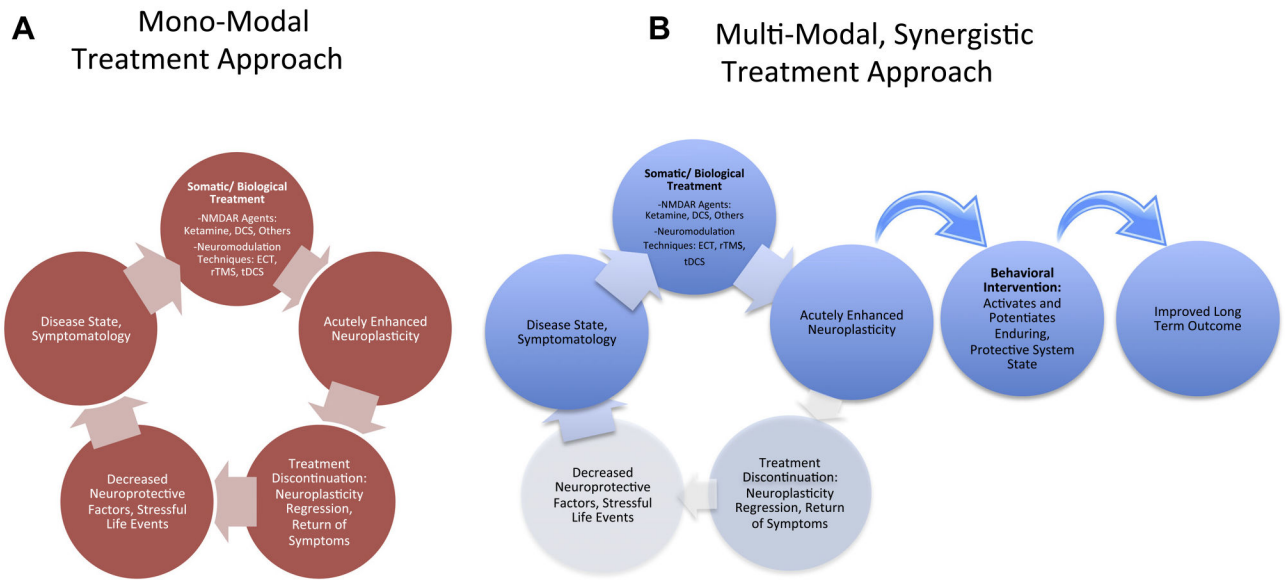 A
Mono-Modal
Treatment Approach
Somatic/ Biological
Treatment
-NMDAR Agents:
Ketamine, DCS, Others
-Neuromodulation
Techniques: ECT,
rTMS, tDCS
Acutely Enhanced
Neuroplasticity
Treatment
Discontinuation:
Neuroplasticity
Regression,
Return of
Symptoms
Decreased
Neuroprotective
Factors, Stressful
Life Events
Disease State,
Symptomatology
B
Multi-Modal, Synergistic
Treatment Approach
Somatic/ Biological
Treatment
-NMDAR Agents:
Ketamine, DCS, Others
-Neuromodulation
Techniques: ECT, rTMS,
tDCS
Acutely Enhanced
Neuroplasticity
Behavioral
Intervention:
Activates and
Potentiates
Enduring,
Protective System
State
Improved Long
Term Outcome
Treatment
Discontinuation:
Neuroplasticity
Regression, Return
of Symptoms
Decreased
Neuroprotective
Factors, Stressful
Life Events
Disease State,
Symptomatology